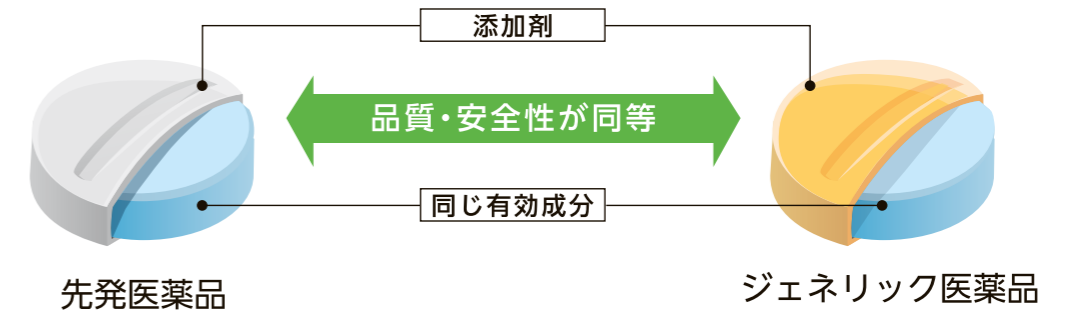 添加剤
品質・安全性が同等
同じ有効成分
先発医薬品
ジェネリック医薬品